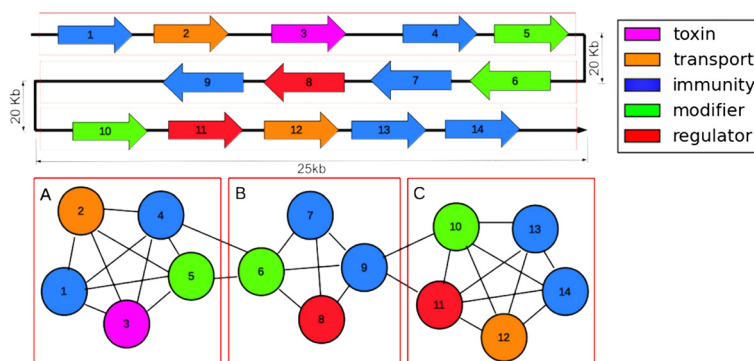 1 2 3 4 5
20 Kb
9 8 7 6
20 Kb
10 11 12 13 14
25kb
toxin
transport
immunity
modifier
regulator
A B C
2 4 7 10 13
1 5 6 9 11 14
3 8 12